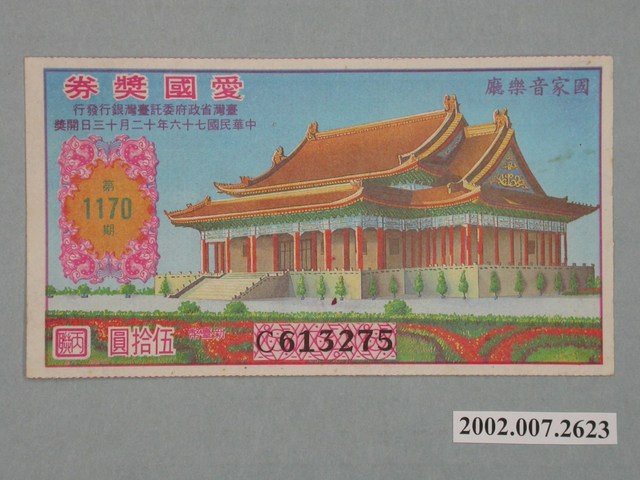 愛國獎券
國家音樂廳
臺灣省政府委託臺灣銀行發行
中華民國七十六年十二月十三日開獎
第
1170
期
伍拾圓
C613275
2002.007.2623